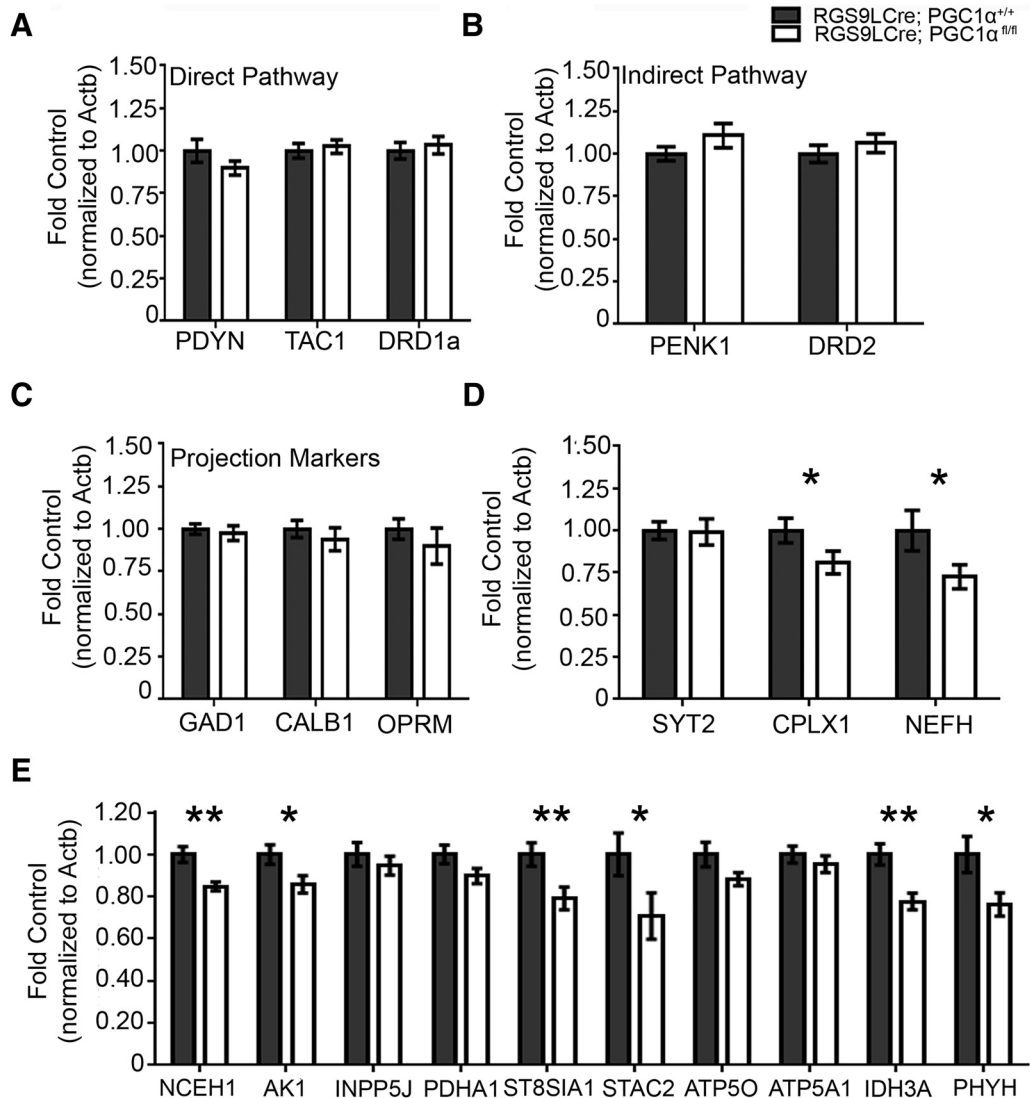 A
B
RGS9LCre; PGC1α+/+
RGS9LCre; PGC1α fl/fl
Direct Pathway
Fold Control
(normalized to Actb)
1.50
1.25
1.00
0.75
0.50
0.25
0
PDYN TAC1 DRD1a
Indirect Pathway
Fold Control
(normalized to Actb)
1.50
1.25
1.00
0.75
0.50
0.25
0
PENK1 DRD2
C
D
Projection Markers
Fold Control
(normalized to Actb)
1.50
1.25
1.00
0.75
0.50
0.25
0
GAD1 CALB1 OPRM
Fold Control
(normalized to Actb)
1.50
1.25
1.00
0.75
0.50
0.25
0
* *
SYT2 CPLX1 NEFH
E
Fold Control
(normalized to Actb)
1.20
1.00
0.80
0.60
0.40
0.20
0
** * ** * ** *
NCEH1 AK1 INPP5J PDHA1 ST8SIA1 STAC2 ATP5O ATP5A1 IDH3A PHYH